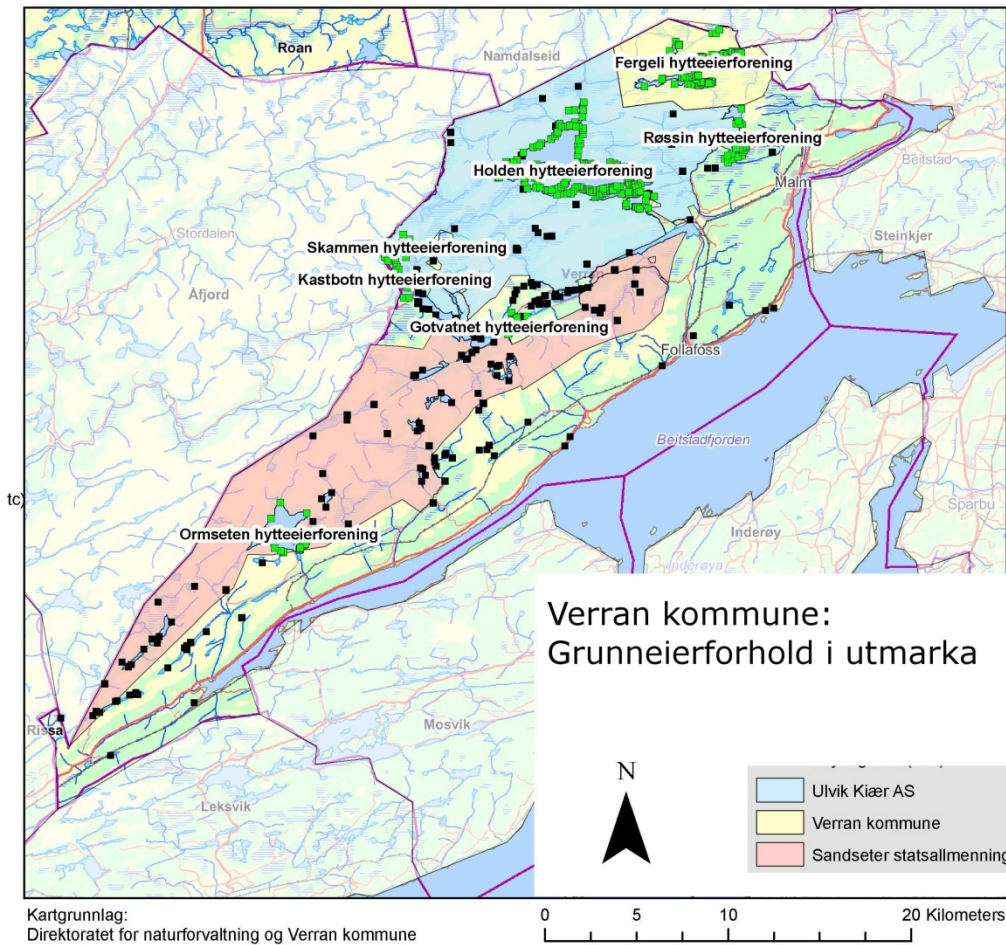 Roan
Namdalseid
Fergeli hytteeierforening
Røssin hytteeierforening
Beitstad
Holden hytteeierforening
Malm
Stordalen
Steinkjer
Skammen hytteeierforening
Åfjord
Kastbotn hytteeierforening
Verran
Gotvatnet hytteeierforening
Follafoss
Beitstadfjorden
tc)
Sparbu
Ormseten hytteeierforening
Inderøy
Inderøya
Verran kommune:
Grunneierforhold i utmarka
Mosvik
Rissa
N
Ulvik Kiær AS
Leksvik
Verran kommune
Sandseter statsallmenning
Kartgrunnlag:
Direktoratet for naturforvaltning og Verran kommune
0 5 10 20 Kilometers